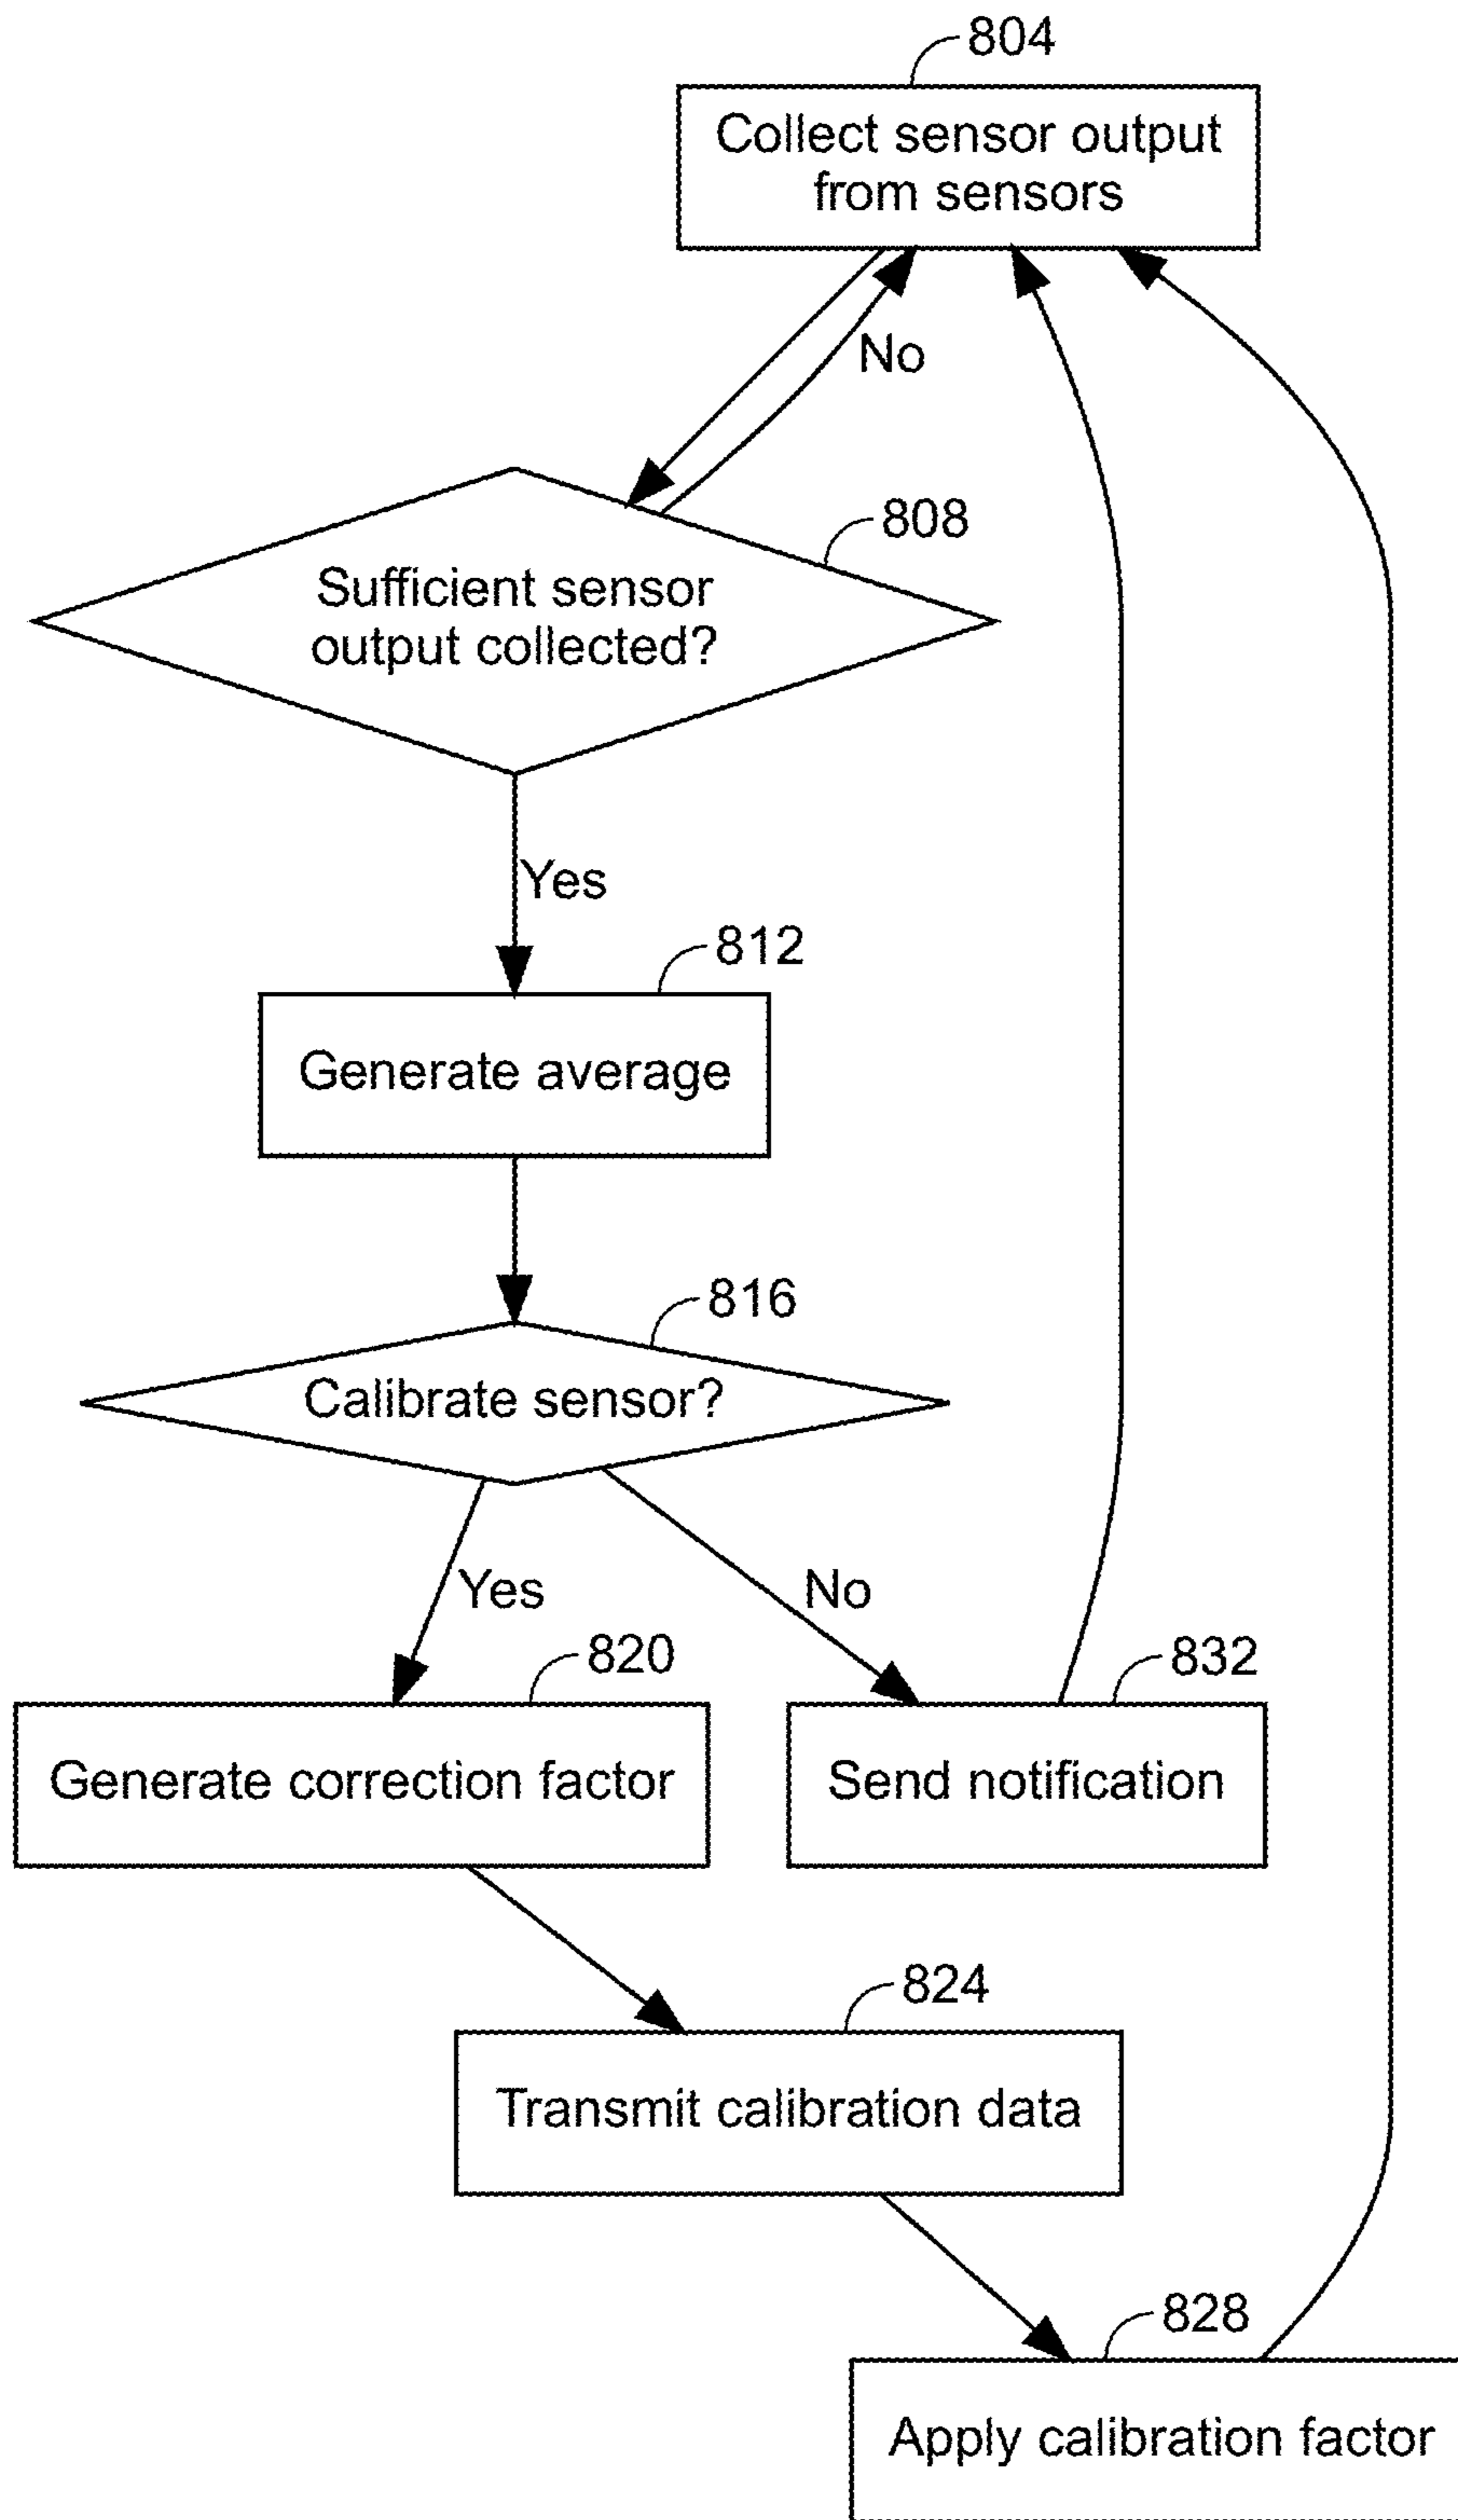 804
Collect sensor output
from sensors
No
808
Sufficient sensor
output collected?
Yes
812
Generate average
816
Calibrate sensor?
Yes
No
820
832
Generate correction factor
Send notification
824
Transmit calibration data
828
Apply calibration factor